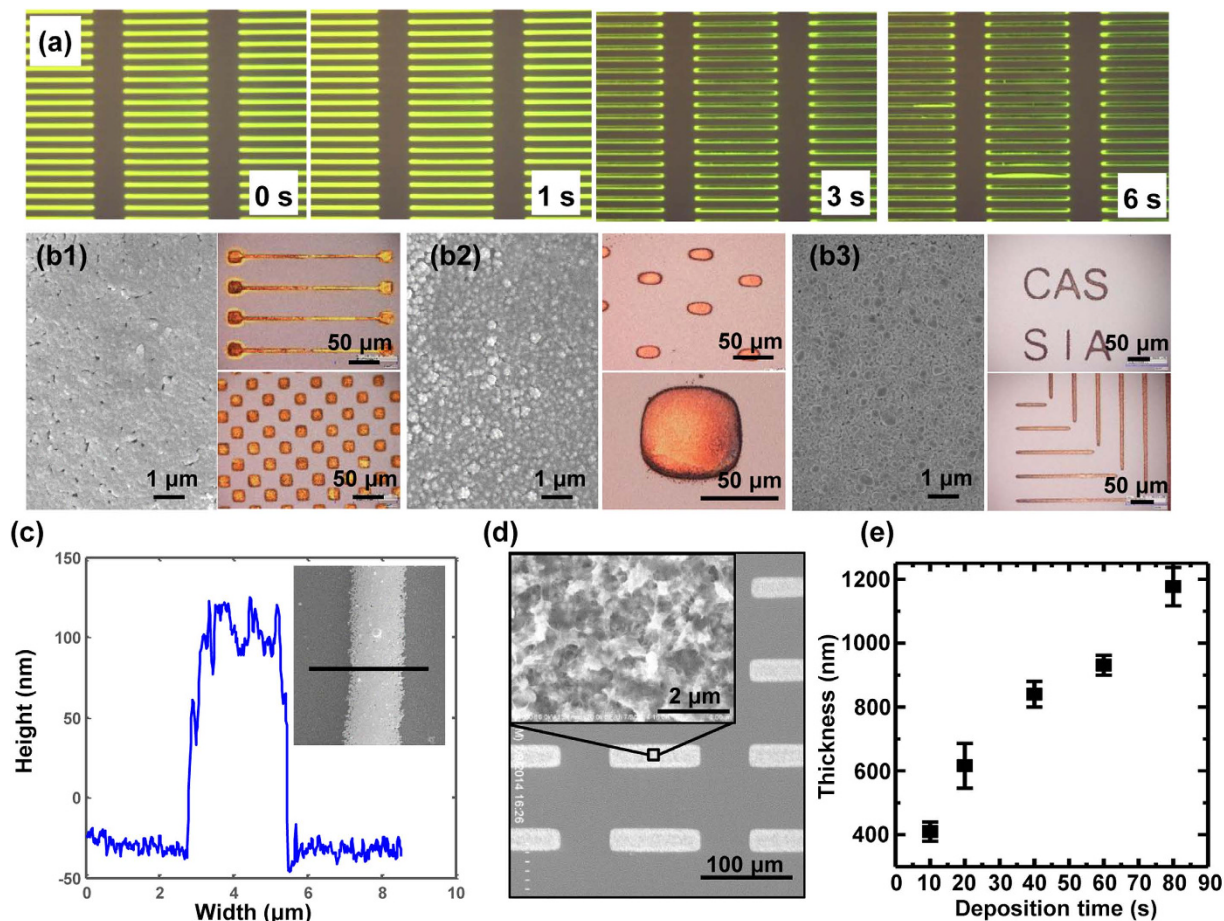 (a)
0 s
1 s
3 s
6 s
(b1)
1 µm
50 µm
50 µm
(b2)
1 µm
50 µm
50 µm
(b3)
1 µm
CAS
SIA
50 µm
50 µm
(c)
150
100
50
0
-50
Height (nm)
0 2 4 6 8 10
Width (µm)
(d)
2 µm
2014 16:26
100 µm
(e)
1200
1000
800
600
400
Thickness (nm)
0 10 20 30 40 50 60 70 80 90
Deposition time (s)